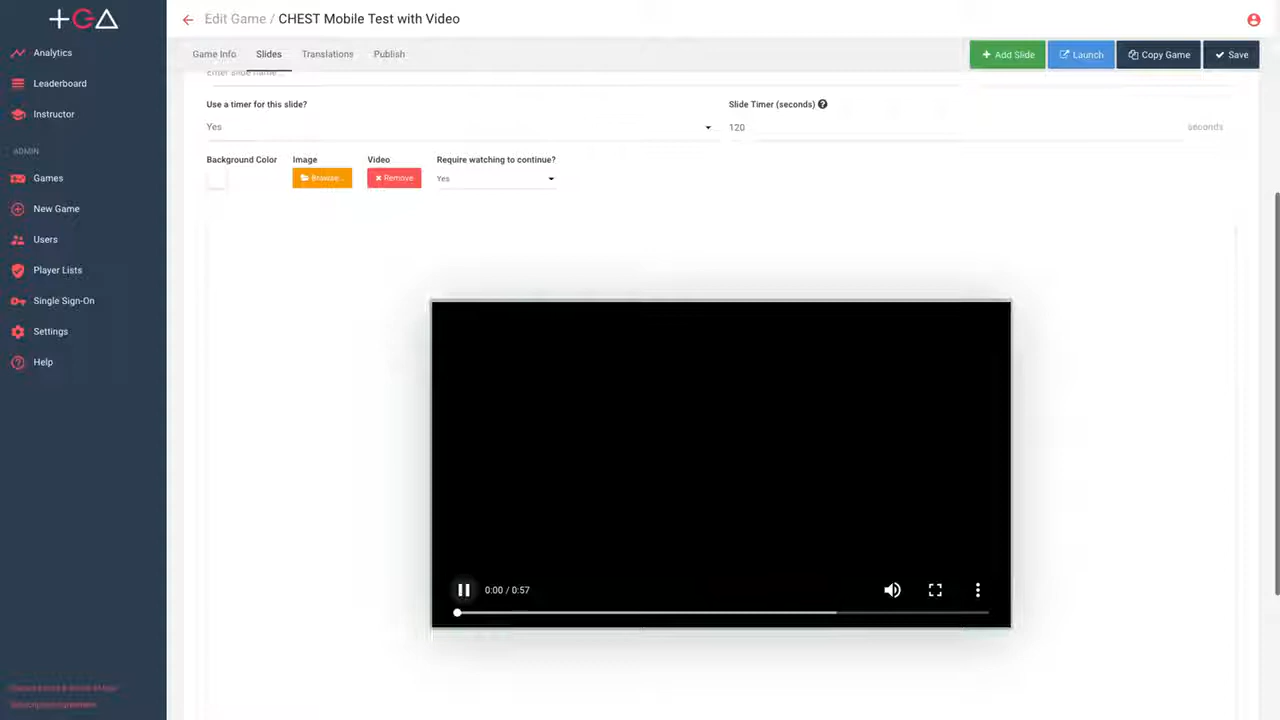 +GA
Edit Game / CHEST Mobile Test with Video
Analytics
Leaderboard
Instructor
ADMIN
Games
New Game
Users
Player Lists
Single Sign-On
Settings
Help
Game Info
Slides
Translations
Publish
Add Slide
Launch
Copy Game
Save
Enter slide name...
Use a timer for this slide?
Slide Timer (seconds)
Yes
120
seconds
Background Color
Image
Video
Require watching to continue?
Browse...
Remove
Yes
0:00 / 0:57